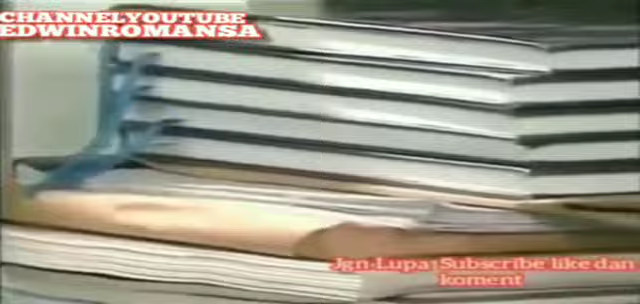 CHANNELYOUTUBE
EDWINROMANSA
Jgn Lupa Subscribe like dan
koment